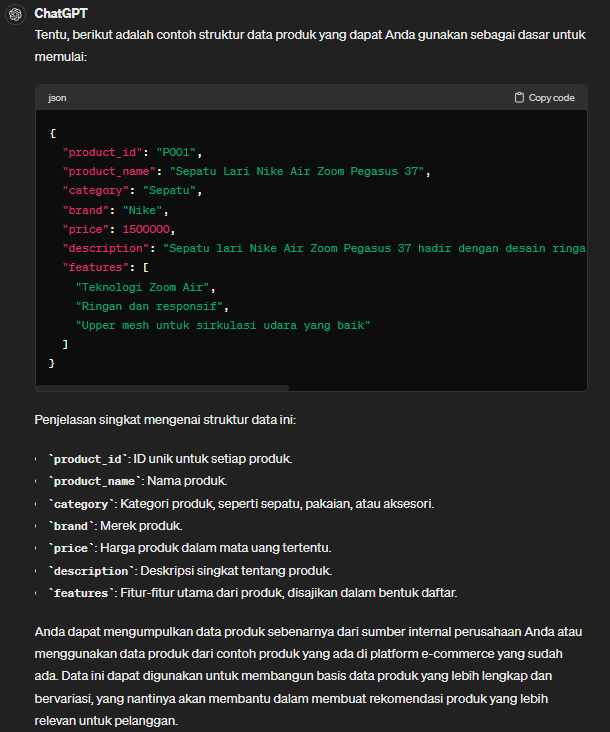 ChatGPT
Tentu, berikut adalah contoh struktur data produk yang dapat Anda gunakan sebagai dasar untuk
memulai:
json
Copy code
{
  "product_id": "P001",
  "product_name": "Sepatu Lari Nike Air Zoom Pegasus 37",
  "category": "Sepatu",
  "brand": "Nike",
  "price": 1500000,
  "description": "Sepatu lari Nike Air Zoom Pegasus 37 hadir dengan desain ringa
  "features": [
    "Teknologi Zoom Air",
    "Ringan dan responsif",
    "Upper mesh untuk sirkulasi udara yang baik"
  ]
}
Penjelasan singkat mengenai struktur data ini:
• `product_id`: ID unik untuk setiap produk.
• `product_name`: Nama produk.
• `category`: Kategori produk, seperti sepatu, pakaian, atau aksesori.
• `brand`: Merek produk.
• `price`: Harga produk dalam mata uang tertentu.
• `description`: Deskripsi singkat tentang produk.
• `features`: Fitur-fitur utama dari produk, disajikan dalam bentuk daftar.
Anda dapat mengumpulkan data produk sebenarnya dari sumber internal perusahaan Anda atau
menggunakan data produk dari contoh produk yang ada di platform e-commerce yang sudah
ada. Data ini dapat digunakan untuk membangun basis data produk yang lebih lengkap dan
bervariasi, yang nantinya akan membantu dalam membuat rekomendasi produk yang lebih
relevan untuk pelanggan.